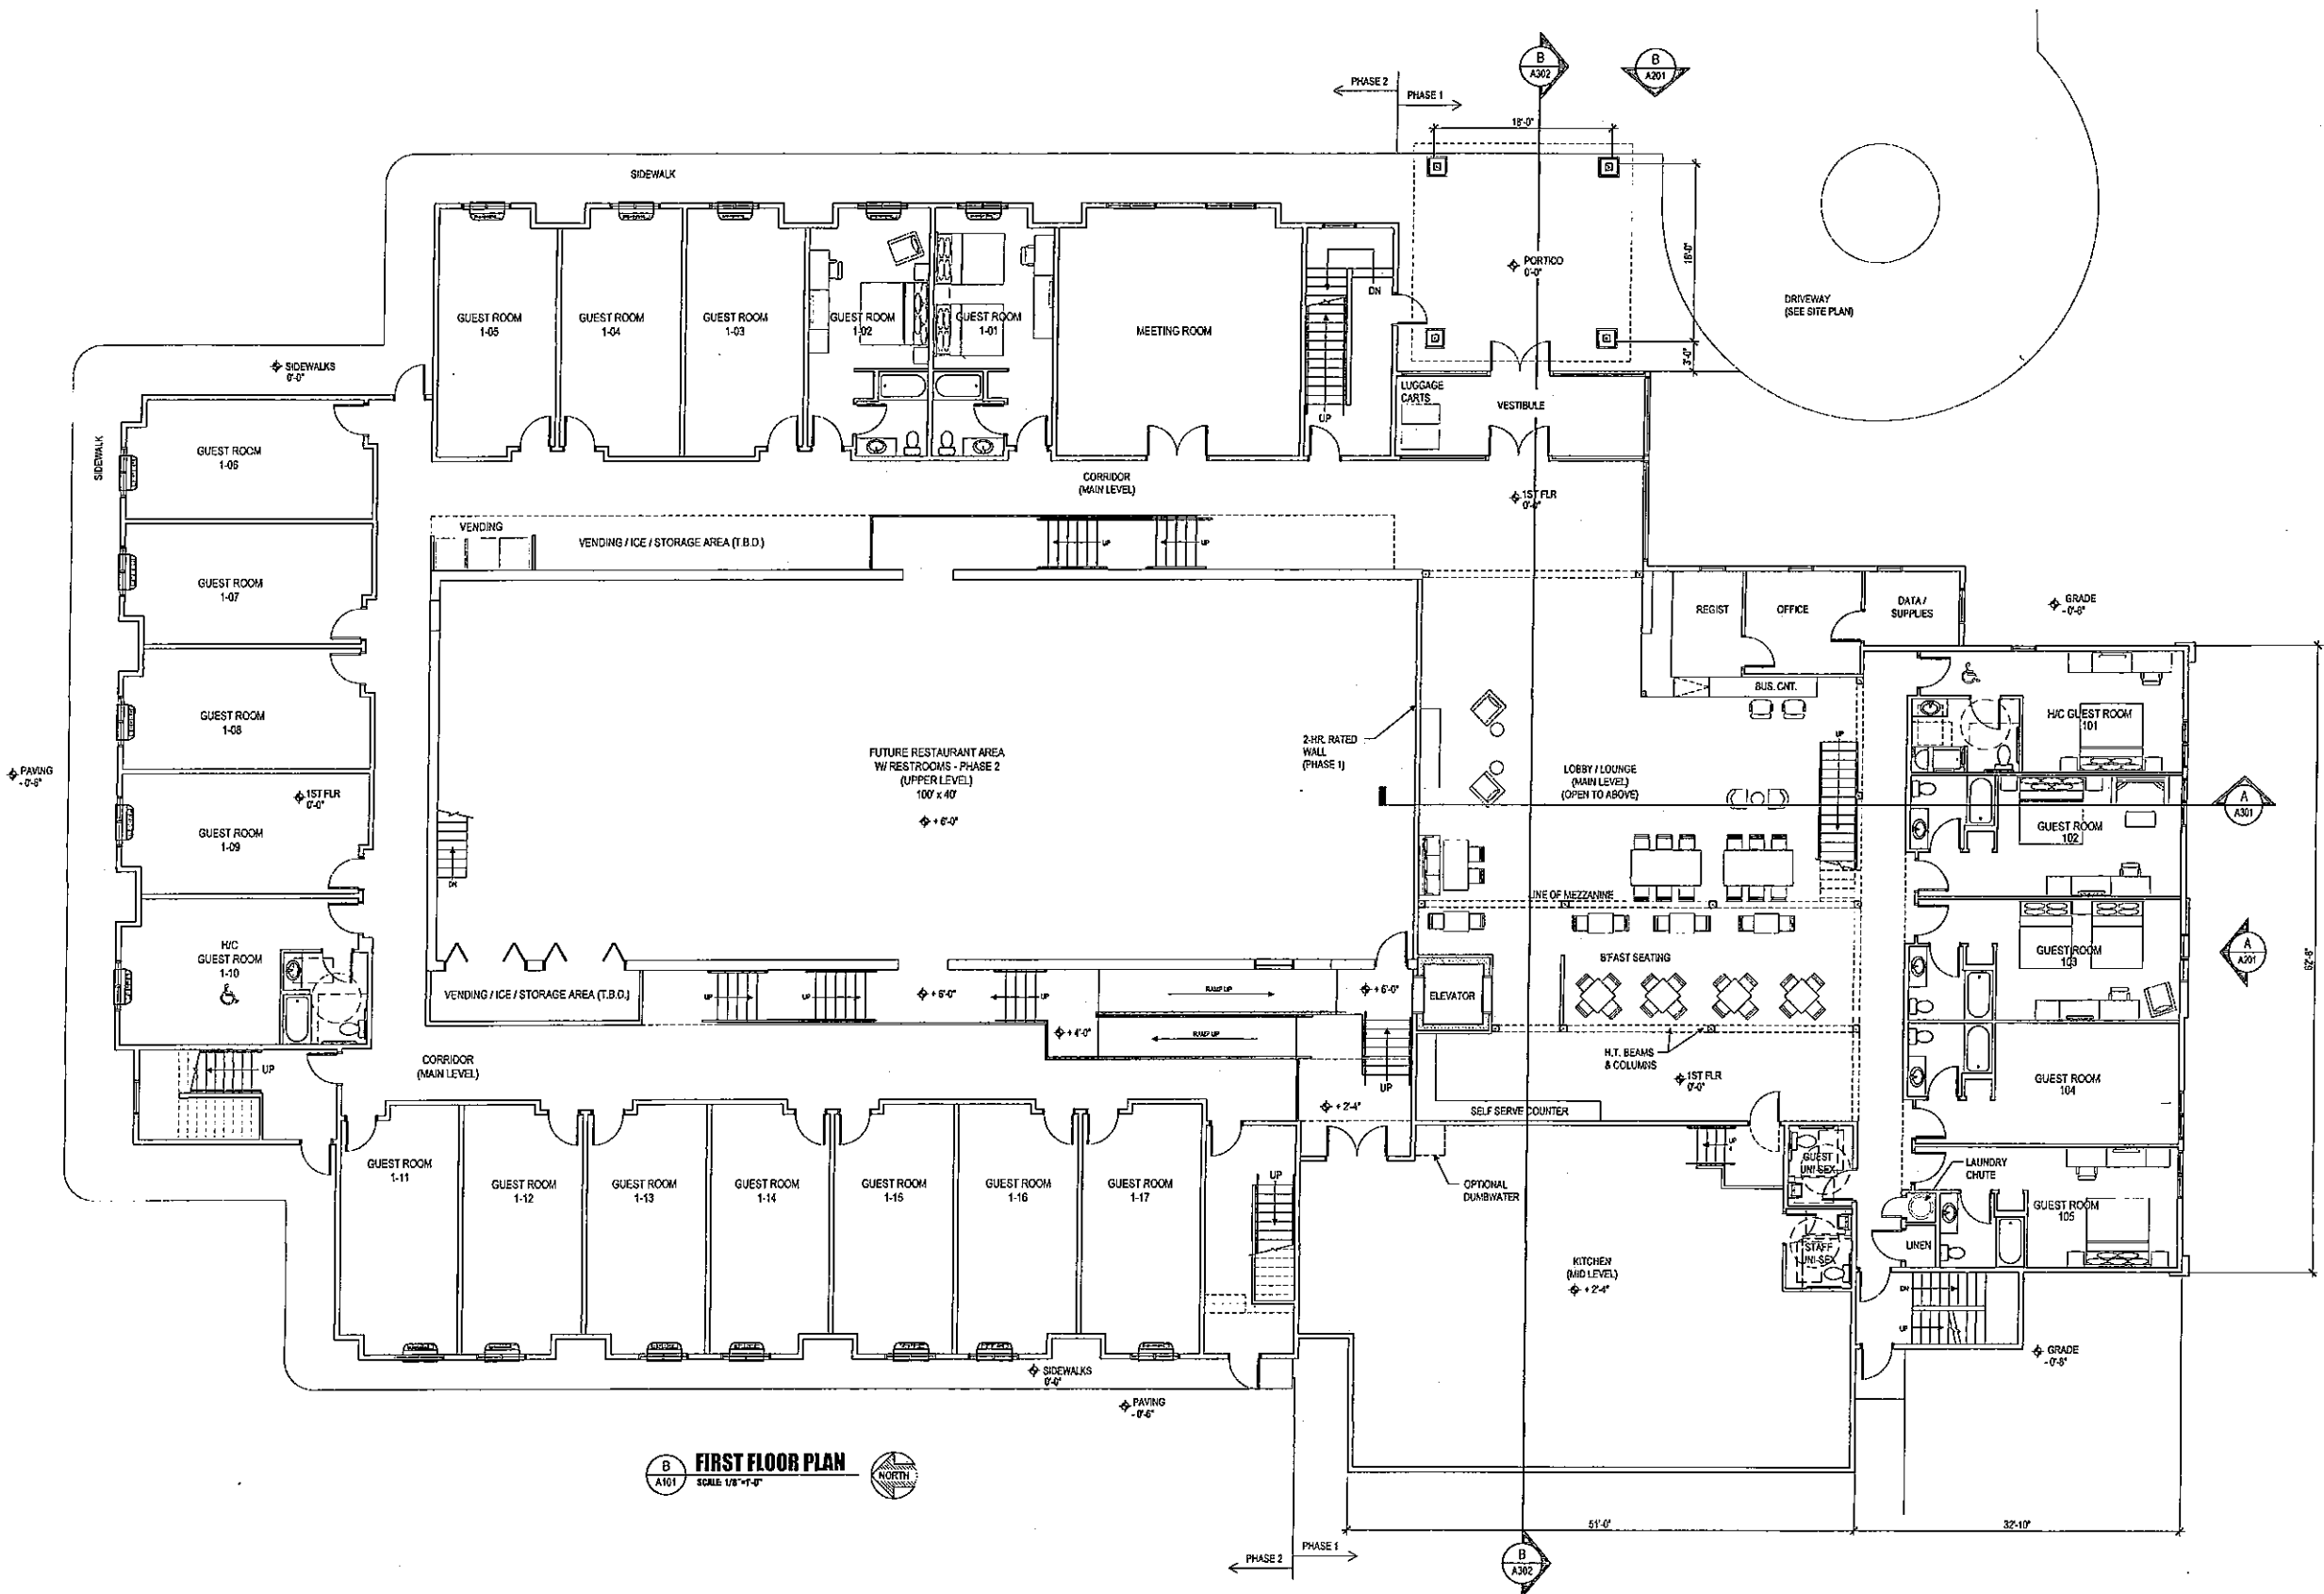 B
A302
B
A201
PHASE 2
PHASE 1
18'-0"
SIDEWALK
PORTICO
0'-0"
DN
DRIVEWAY
(SEE SITE PLAN)
GUEST ROOM
1-05
GUEST ROOM
1-04
GUEST ROOM
1-03
GUEST ROOM
1-02
GUEST ROOM
1-01
MEETING ROOM
3'-0"
SIDEWALKS
0'-0"
LUGGAGE
CARTS
VESTIBULE
UP
SIDEWALK
GUEST ROOM
1-06
CORRIDOR
(MAIN LEVEL)
1ST FLR
0'-0"
VENDING
VENDING / ICE / STORAGE AREA (T.B.D.)
UP
UP
GUEST ROOM
1-07
REGIST
OFFICE
DATA /
SUPPLIES
GRADE
BUS. CNT.
GUEST ROOM
1-08
H/C GUEST ROOM
101
UP
2-HR. RATED
WALL
(PHASE 1)
FUTURE RESTAURANT AREA
W/ RESTROOMS - PHASE 2
(UPPER LEVEL)
100' x 40'
+ 6'-0"
LOBBY / LOUNGE
(MAIN LEVEL)
(OPEN TO ABOVE)
PAVING
1ST FLR
0'-0"
A
A301
GUEST ROOM
1-09
GUEST ROOM
102
DN
LINE OF MEZZANINE
H/C
GUEST ROOM
1-10
GUEST ROOM
103
A
A201
B'FAST SEATING
VENDING / ICE / STORAGE AREA (T.B.D.)
UP
UP
+ 6'-0"
UP
RAMP UP
+ 6'-0"
ELEVATOR
+ 4'-0"
RAMP UP
H.T. BEAMS
& COLUMNS
CORRIDOR
(MAIN LEVEL)
UP
UP
1ST FLR
0'-0"
GUEST ROOM
104
+ 2'-4"
SELF SERVE COUNTER
UP
GUEST
UNI-SEX
LAUNDRY
CHUTE
GUEST ROOM
1-11
GUEST ROOM
1-12
GUEST ROOM
1-13
GUEST ROOM
1-14
GUEST ROOM
1-15
GUEST ROOM
1-16
GUEST ROOM
1-17
UP
OPTIONAL
DUMBWATER
GUEST ROOM
105
STAFF
UNI-SEX
LINEN
KITCHEN
(MID LEVEL)
+ 2'-4"
DN
UP
GRADE
SIDEWALKS
0'-0"
PAVING
B
A101
FIRST FLOOR PLAN
SCALE: 1/8"=1'-0"
NORTH
51'-0"
32'-10"
PHASE 2
PHASE 1
B
A302